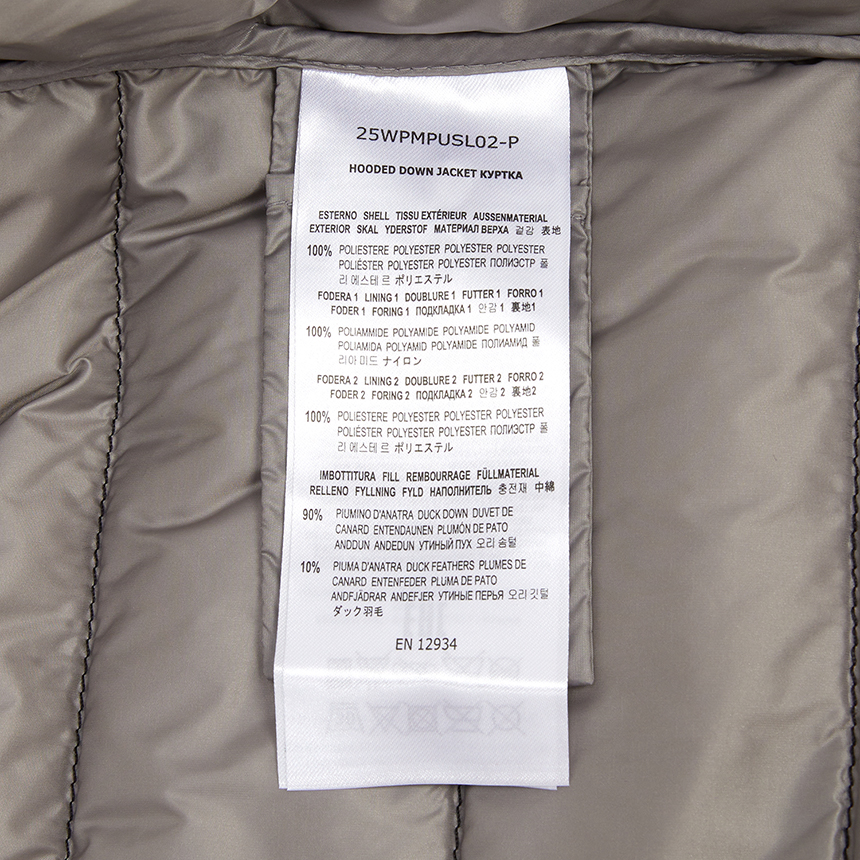 25WPMPUSL02-P
HOODED DOWN JACKET КУРТКА
ESTERNO SHELL TISSU EXTÉRIEUR AUSSENMATERIAL
EXTERIOR SKAL YDERSTOF МАТЕРИАЛ ВЕРХА 겉감 表地
100% POLIESTERE POLYESTER POLYESTER POLYESTER
POLIÉSTER POLYESTER POLYESTER ПОЛИЭСТР 폴
리에스테르 ポリエステル
FODERA 1 LINING 1 DOUBLURE 1 FUTTER 1 FORRO 1
FODER 1 FORING 1 ПОДКЛАДКА 1 안감 1 裏地1
100% POLIAMMIDE POLYAMIDE POLYAMIDE POLYAMID
POLIAMIDA POLYAMID POLYAMIDE ПОЛИАМИД 폴
리아미드 ナイロン
FODERA 2 LINING 2 DOUBLURE 2 FUTTER 2 FORRO 2
FODER 2 FORING 2 ПОДКЛАДКА 2 안감 2 裏地2
100% POLIESTERE POLYESTER POLYESTER POLYESTER
POLIÉSTER POLYESTER POLYESTER ПОЛИЭСТР 폴
리에스테르 ポリエステル
IMBOTTITURA FILL REMBOURRAGE FÜLLMATERIAL
RELLENO FYLLNING FYLD НАПОЛНИТЕЛЬ 충전재 中綿
90% PIUMINO D'ANATRA DUCK DOWN DUVET DE
CANARD ENTENDAUNEN PLUMÓN DE PATO
ANDDUN ANDEDUN УТИНЫЙ ПУХ 오리 솜털
10% PIUMA D'ANATRA DUCK FEATHERS PLUMES DE
CANARD ENTENFEDER PLUMA DE PATO
ANDFJÄDRAR ANDEFJER УТИНЫЕ ПЕРЬЯ 오리 깃털
ダック羽毛
EN 12934